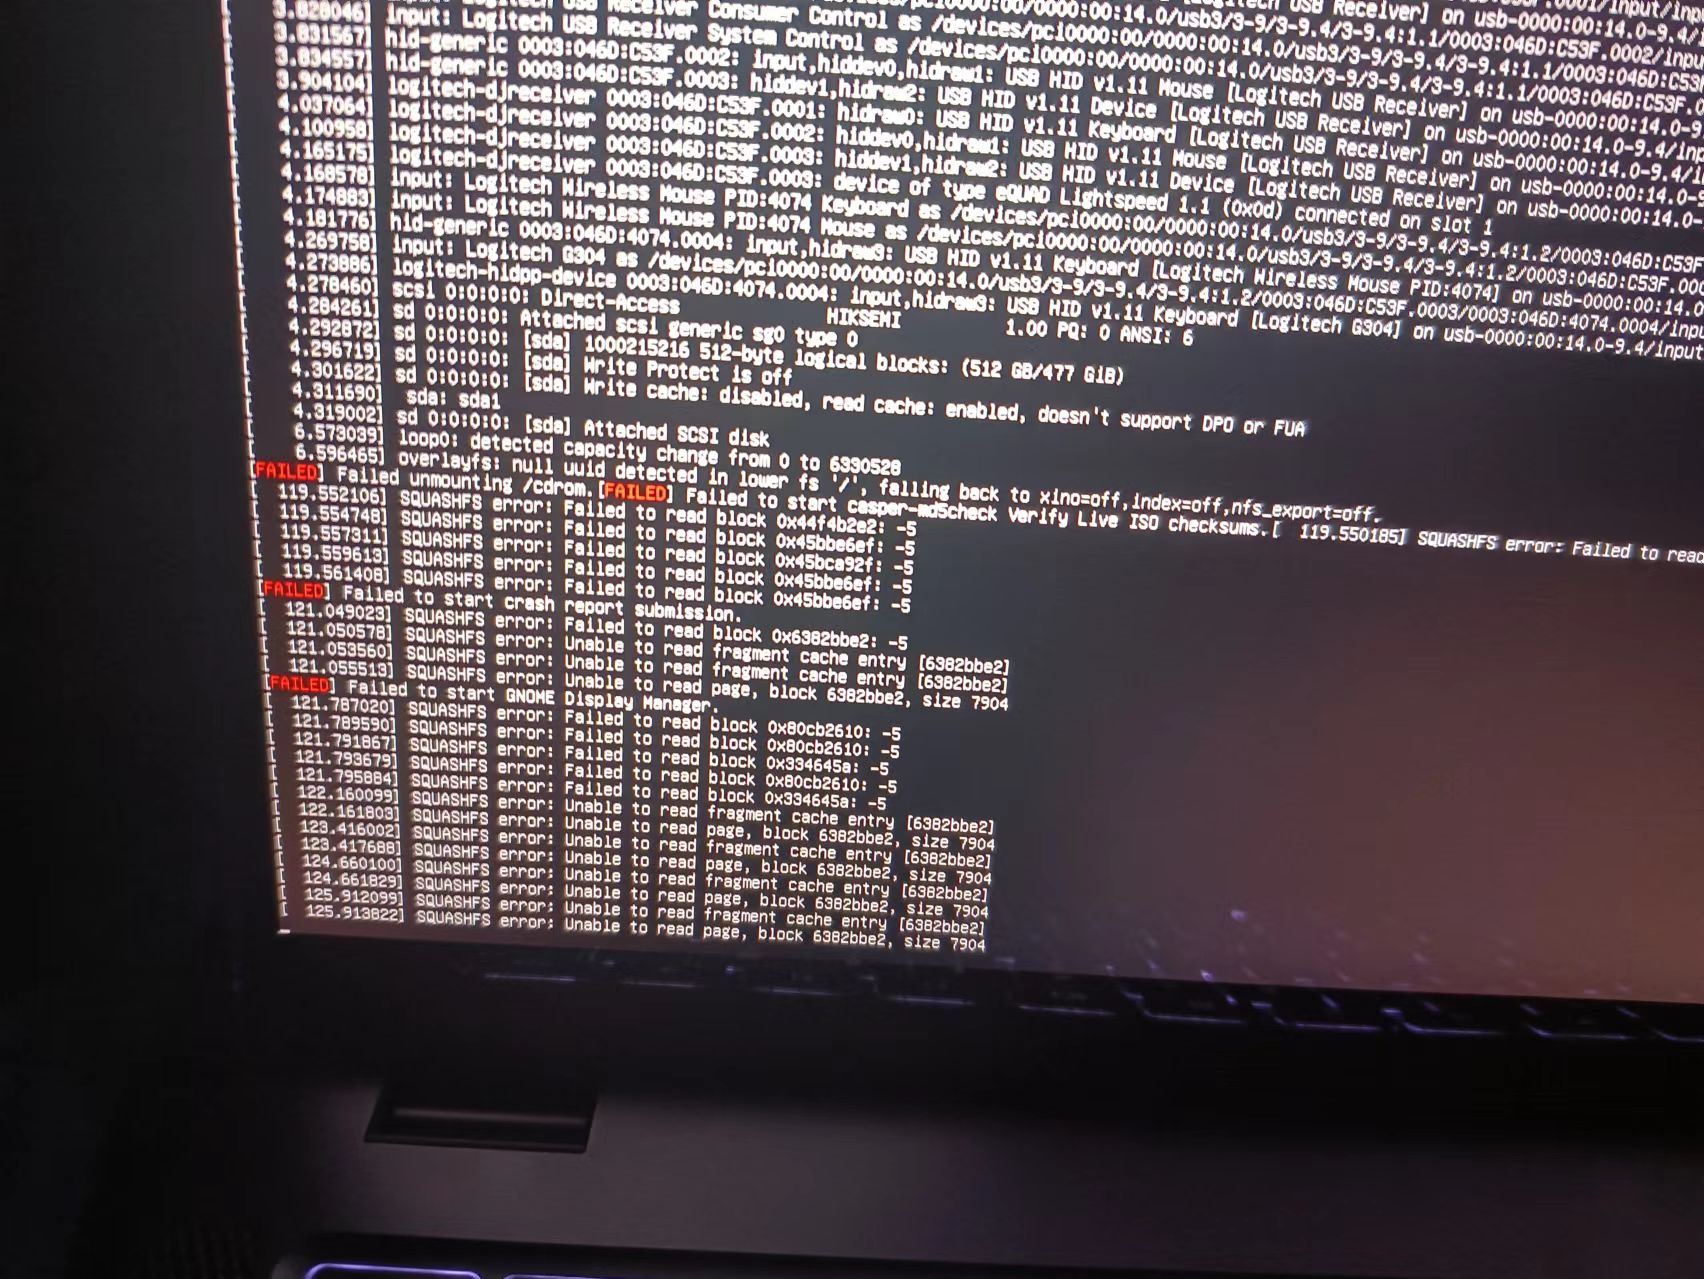 3.828046] input: Logitech USB Receiver Consumer Control as /devices/pci0000:00/0000:00:14.0/usb3/3-9/3-9.4/3-9.4:1.1/0003:046D:C53F.0002/input
3.831567] input: Logitech USB Receiver System Control as /devices/pci0000:00/0000:00:14.0/usb3/3-9/3-9.4/3-9.4:1.1/0003:046D:C53F.
3.834557] hid-generic 0003:046D:C53F.0002: input,hiddev0,hidraw1: USB HID v1.11 Mouse [Logitech USB Receiver] on usb-0000:00:14.0-9
3.904104] hid-generic 0003:046D:C53F.0003: hiddev1,hidraw2: USB HID v1.11 Device [Logitech USB Receiver] on usb-0000:00:14.0-9.4/inp
4.037064] logitech-djreceiver 0003:046D:C53F.0001: hidraw0: USB HID v1.11 Keyboard [Logitech USB Receiver] on usb-0000:00:14.0-9.4/
4.100958] logitech-djreceiver 0003:046D:C53F.0002: hiddev0,hidraw1: USB HID v1.11 Mouse [Logitech USB Receiver] on usb-0000:00:14.0-
4.165175] logitech-djreceiver 0003:046D:C53F.0003: hiddev1,hidraw2: USB HID v1.11 Device [Logitech USB Receiver] on usb-0000:00:14.0-
4.168578] logitech-djreceiver 0003:046D:C53F.0003: device of type eQUAD Lightspeed 1.1 (0x0d) connected on slot 1
4.174883] input: Logitech Wireless Mouse PID:4074 Keyboard as /devices/pci0000:00/0000:00:14.0/usb3/3-9/3-9.4/3-9.4:1.2/0003:046D:C53F
4.181776] input: Logitech Wireless Mouse PID:4074 Mouse as /devices/pci0000:00/0000:00:14.0/usb3/3-9/3-9.4/3-9.4:1.2/0003:046D:C53F.000
4.269758] hid-generic 0003:046D:4074.0004: input,hidraw3: USB HID v1.11 Keyboard [Logitech Wireless Mouse PID:4074] on usb-0000:00:14.0
4.273886] input: Logitech G304 as /devices/pci0000:00/0000:00:14.0/usb3/3-9/3-9.4/3-9.4:1.2/0003:046D:C53F.0003/0003:046D:4074.0004/inp
4.278460] logitech-hidpp-device 0003:046D:4074.0004: input,hidraw3: USB HID v1.11 Keyboard [Logitech G304] on usb-0000:00:14.0-9.4/input
4.284261] scsi 0:0:0:0: Direct-Access HIKSEMI 1.00 PQ: 0 ANSI: 6
4.292872] sd 0:0:0:0: Attached scsi generic sg0 type 0
4.296719] sd 0:0:0:0: [sda] 1000215216 512-byte logical blocks: (512 GB/477 GiB)
4.301622] sd 0:0:0:0: [sda] Write Protect is off
4.311690] sd 0:0:0:0: [sda] Write cache: disabled, read cache: enabled, doesn't support DPO or FUA
sda: sda1
4.319002] sd 0:0:0:0: [sda] Attached SCSI disk
6.573039] loop0: detected capacity change from 0 to 6330528
6.596465] overlayfs: null uuid detected in lower fs '/', falling back to xino=off,index=off,nfs_export=off.
[FAILED] Failed unmounting /cdrom.[FAILED] Failed to start casper-md5check Verify Live ISO checksums.[ 119.550185] SQUASHFS error: Failed to read
[ 119.552106] SQUASHFS error: Failed to read block 0x44f4b2e2: -5
[ 119.554748] SQUASHFS error: Failed to read block 0x45bbe6ef: -5
[ 119.557311] SQUASHFS error: Failed to read block 0x45bca92f: -5
[ 119.559613] SQUASHFS error: Failed to read block 0x45bbe6ef: -5
[ 119.561408] SQUASHFS error: Failed to read block 0x45bbe6ef: -5
[FAILED] Failed to start crash report submission.
[ 121.049023] SQUASHFS error: Failed to read block 0x6382bbe2: -5
[ 121.050578] SQUASHFS error: Unable to read fragment cache entry [6382bbe2]
[ 121.053560] SQUASHFS error: Unable to read fragment cache entry [6382bbe2]
[ 121.055513] SQUASHFS error: Unable to read page, block 6382bbe2, size 7904
[FAILED] Failed to start GNOME Display Manager.
[ 121.787020] SQUASHFS error: Failed to read block 0x80cb2610: -5
[ 121.789590] SQUASHFS error: Failed to read block 0x80cb2610: -5
[ 121.791867] SQUASHFS error: Failed to read block 0x334645a: -5
[ 121.793679] SQUASHFS error: Failed to read block 0x80cb2610: -5
[ 121.795884] SQUASHFS error: Failed to read block 0x334645a: -5
[ 122.160099] SQUASHFS error: Unable to read fragment cache entry [6382bbe2]
[ 122.161803] SQUASHFS error: Unable to read page, block 6382bbe2, size 7904
[ 123.416002] SQUASHFS error: Unable to read fragment cache entry [6382bbe2]
[ 123.417688] SQUASHFS error: Unable to read page, block 6382bbe2, size 7904
[ 124.660100] SQUASHFS error: Unable to read fragment cache entry [6382bbe2]
[ 124.661829] SQUASHFS error: Unable to read page, block 6382bbe2, size 7904
[ 125.912099] SQUASHFS error: Unable to read fragment cache entry [6382bbe2]
[ 125.913822] SQUASHFS error: Unable to read page, block 6382bbe2, size 7904